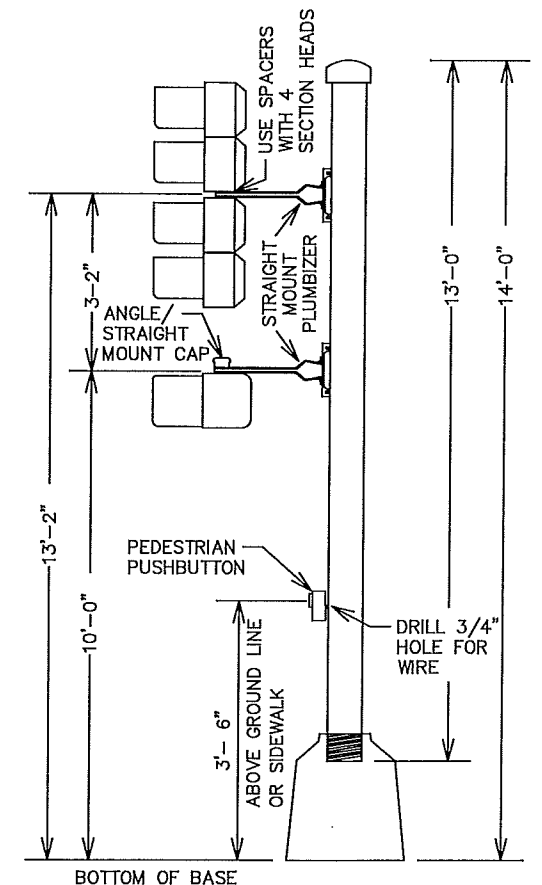 USE SPACERS
WITH 4
SECTION HEADS
STRAIGHT
MOUNT
PLUMBIZER
3'-2"
ANGLE/
STRAIGHT
MOUNT CAP
13'-0"
14'-0"
13'-2"
10'-0"
PEDESTRIAN
PUSHBUTTON
DRILL 3/4"
HOLE FOR
WIRE
3'- 6"
ABOVE GROUND LINE
OR SIDEWALK
BOTTOM OF BASE